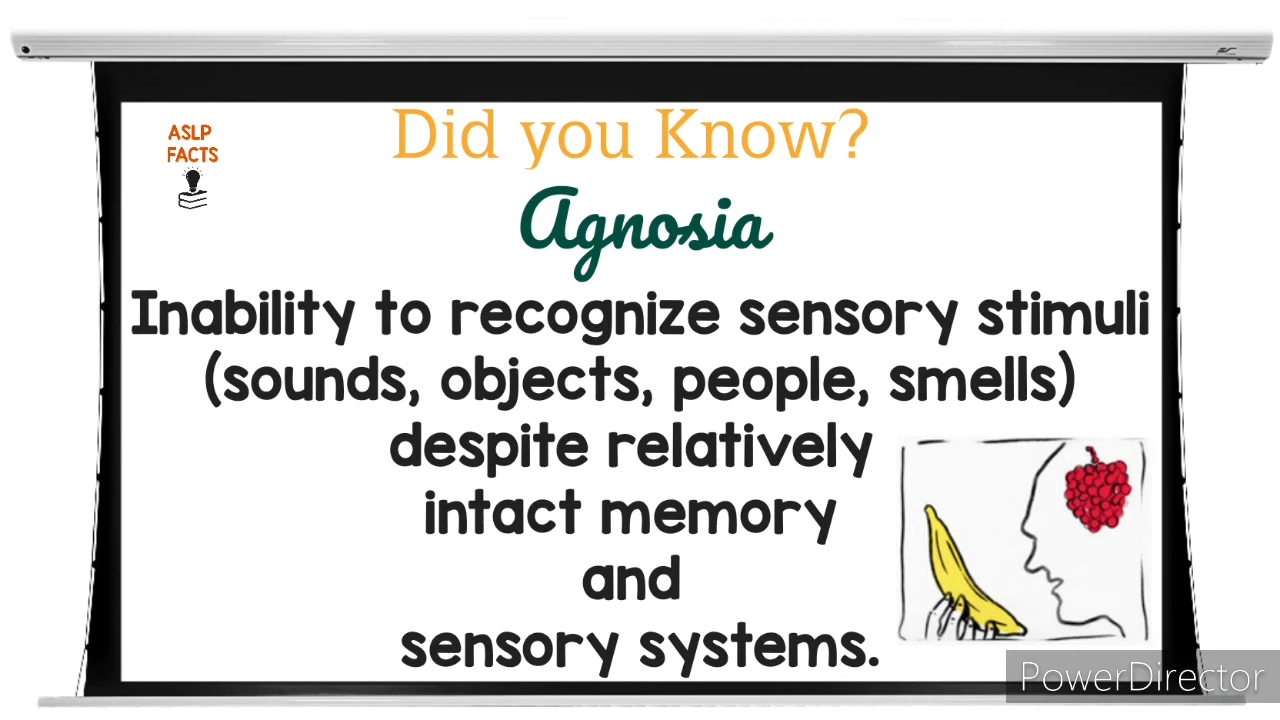 ASLP
FACTS
Did you Know?
Agnosia
Inability to recognize sensory stimuli
(sounds, objects, people, smells)
despite relatively
intact memory
and
sensory systems.
PowerDirector